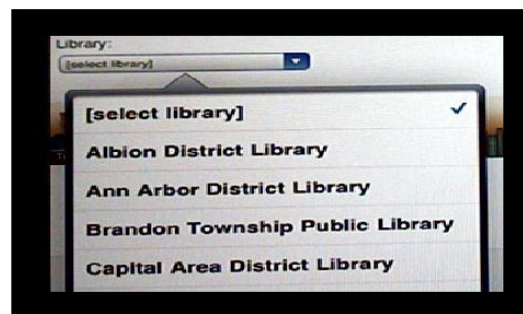 Library:
[select library]
[select library]
Albion District Library
Ann Arbor District Library
Brandon Township Public Library
Capital Area District Library